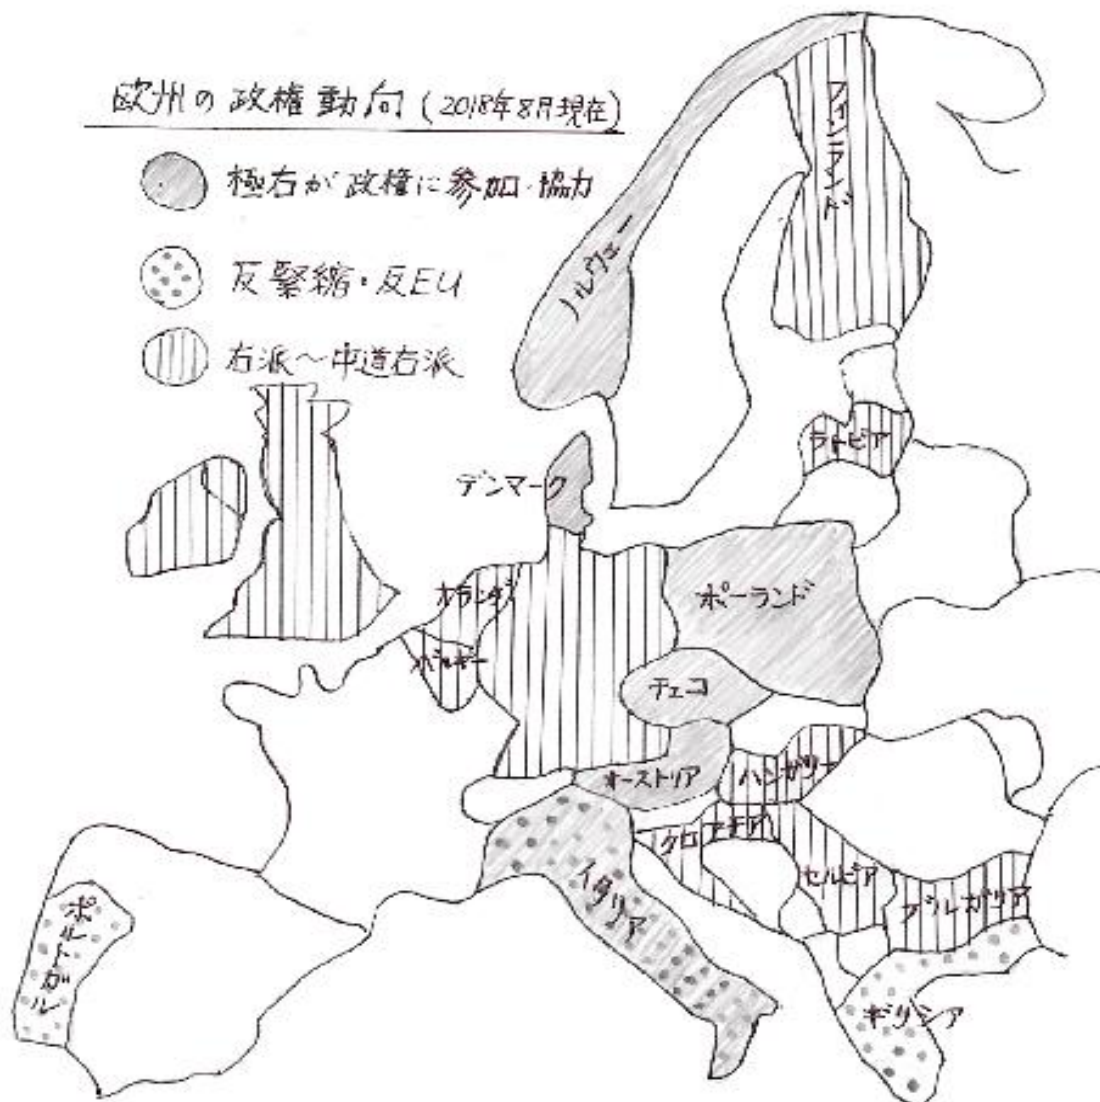 欧州の政権動向(2018年8月現在)
極右が政権に参加・協力
反緊縮・反EU
右派〜中道右派
フィンランド
ノルウェー
ラトビア
デンマーク
オランダ
ポーランド
ベルギー
チェコ
オーストリア
ハンガリー
クロアチア
イタリア
セルビア
ブルガリア
ポルトガル
ギリシア